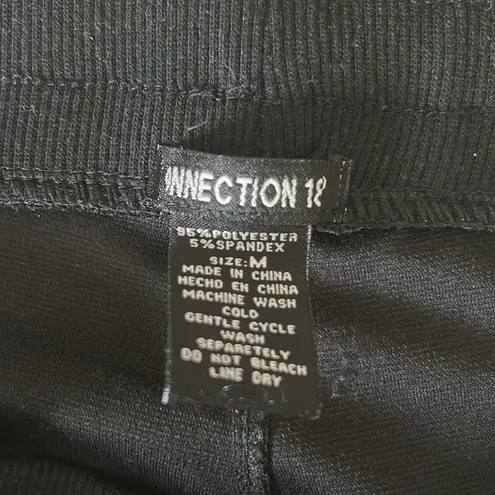 NNECTION 18
95%POLYESTER
5%SPANDEX
SIZE:M
MADE IN CHINA
HECHO EN CHINA
MACHINE WASH
COLD
GENTLE CYCLE
WASH
SEPARETELY
DO NOT BLEACH
LINE DRY